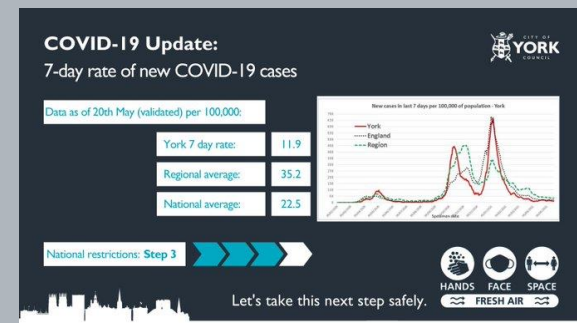 COVID-19 Update:
7-day rate of new COVID-19 cases
CITY OF
YORK
COUNCIL
Data as of 20th May (validated) per 100,000:
York 7 day rate: 11.9
Regional average: 35.2
National average: 22.5
New cases in last 7 days per 100,000 of population - York
York
England
Region
National restrictions: Step 3
HANDS FACE SPACE
FRESH AIR
Let's take this next step safely.